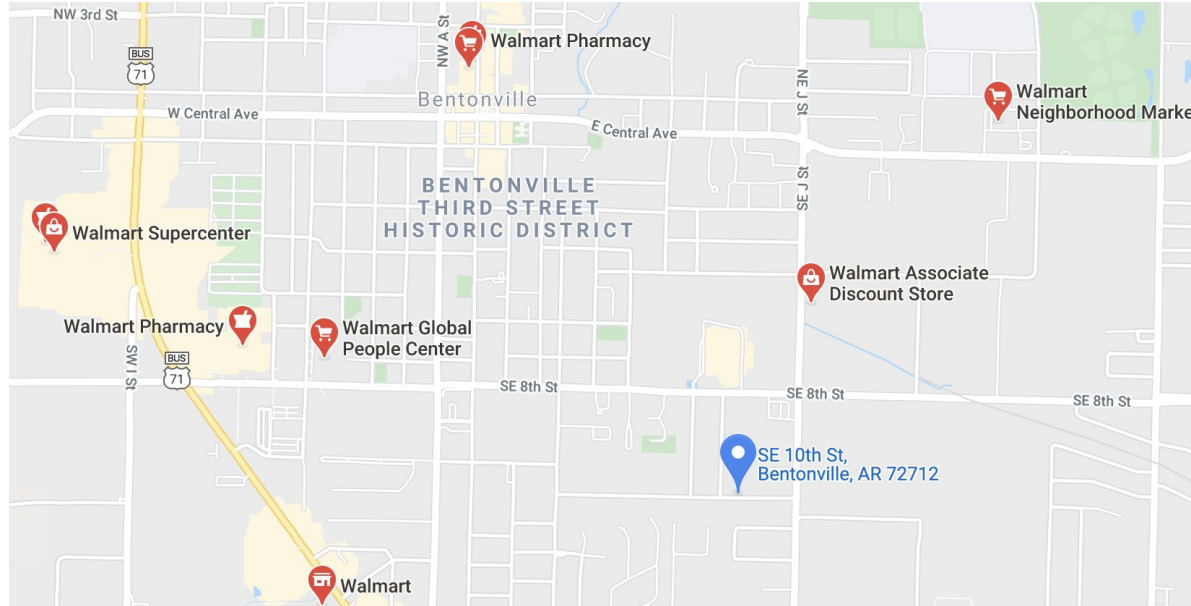 NW 3rd St
BUS
71
NW A St
Walmart Pharmacy
Bentonville
W Central Ave
E Central Ave
NE J St
Walmart
Neighborhood Marke
SE J St
BENTONVILLE
THIRD STREET
HISTORIC DISTRICT
Walmart Supercenter
Walmart Associate
Discount Store
Walmart Pharmacy
Walmart Global
People Center
SW I St
BUS
71
SE 8th St
SE 8th St
SE 8th St
SE 10th St,
Bentonville, AR 72712
Walmart